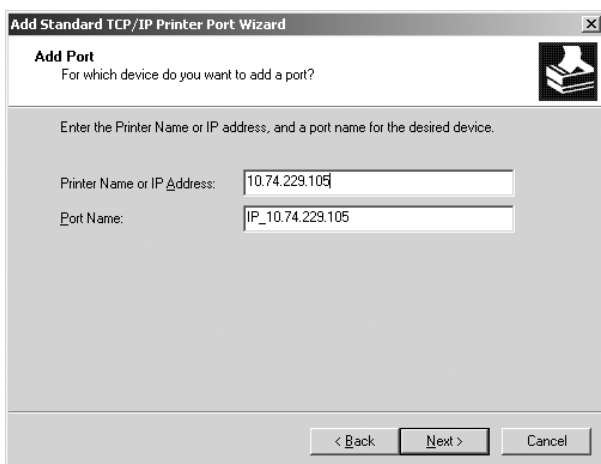 Add Standard TCP/IP Printer Port Wizard
Add Port
For which device do you want to add a port?
Enter the Printer Name or IP address, and a port name for the desired device.
Printer Name or IP Address: 10.74.229.105
Port Name: IP_10.74.229.105
< Back Next > Cancel